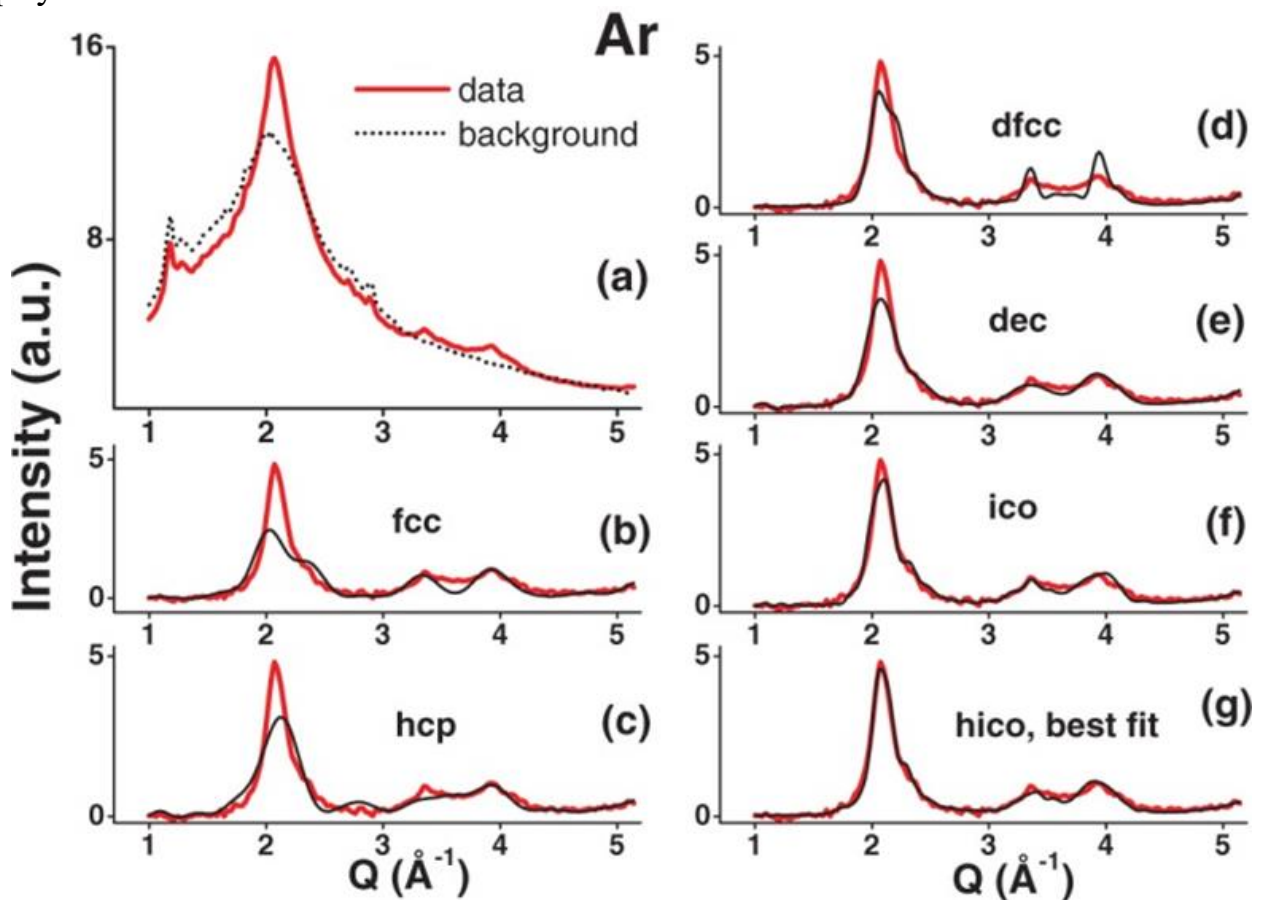 Ar
16
8
data
background
(a)
1 2 3 4 5
5
0
fcc
(b)
1 2 3 4 5
5
0
hcp
(c)
1 2 3 4 5
Q (Å⁻¹)
Intensity (a.u.)
5
0
dfcc
(d)
1 2 3 4 5
5
0
dec
(e)
1 2 3 4 5
5
0
ico
(f)
1 2 3 4 5
5
0
hico, best fit
(g)
1 2 3 4 5
Q (Å⁻¹)